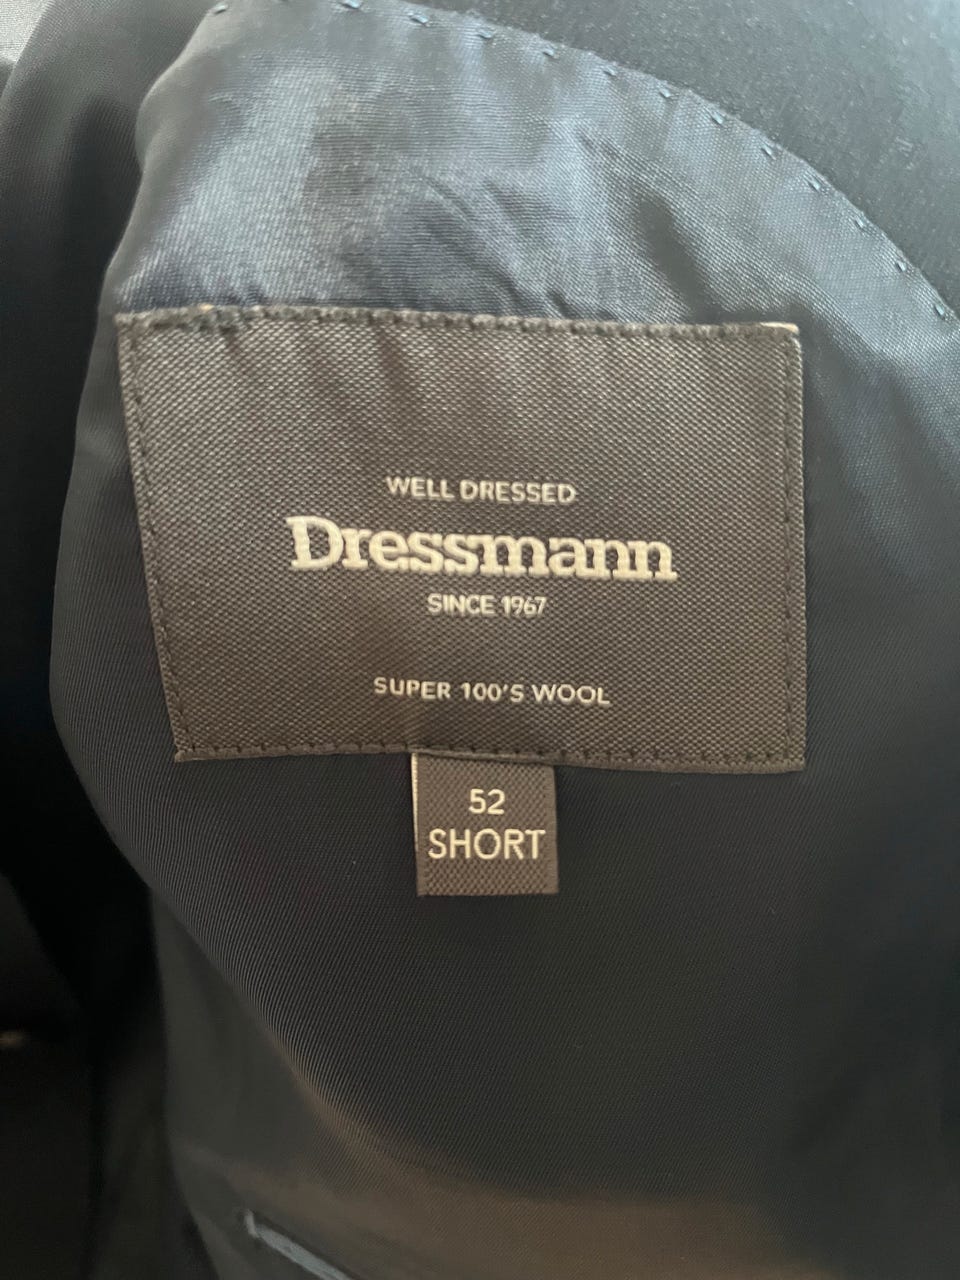 WELL DRESSED
Dressmann
SINCE 1967
SUPER 100'S WOOL
52
SHORT